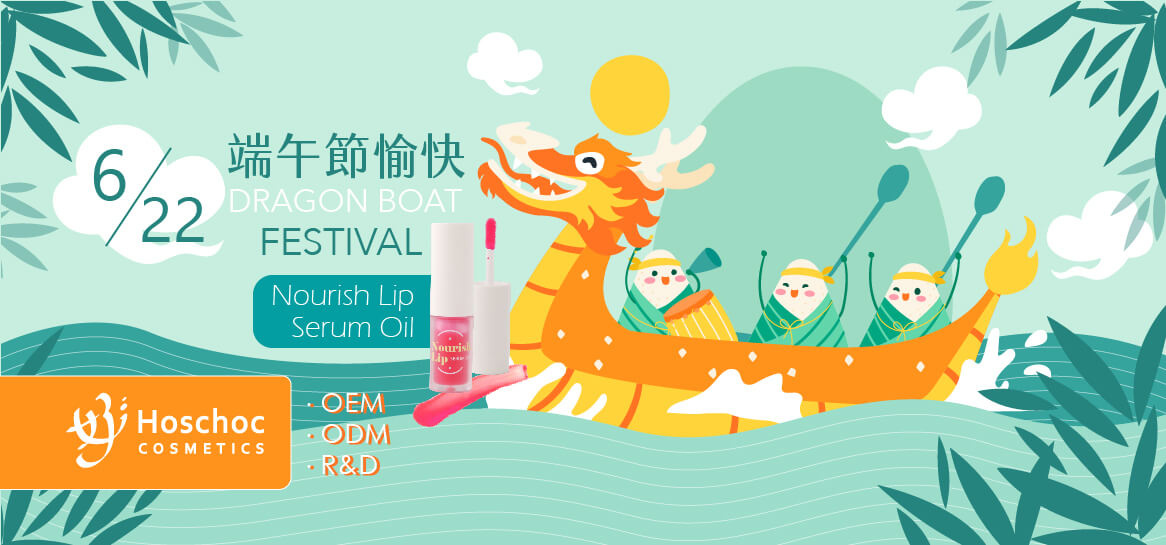 6/22
端午節愉快
DRAGON BOAT
FESTIVAL
Nourish Lip
Serum Oil
Nourish
Lip
Hoschoc
COSMETICS
· OEM
· ODM
· R&D